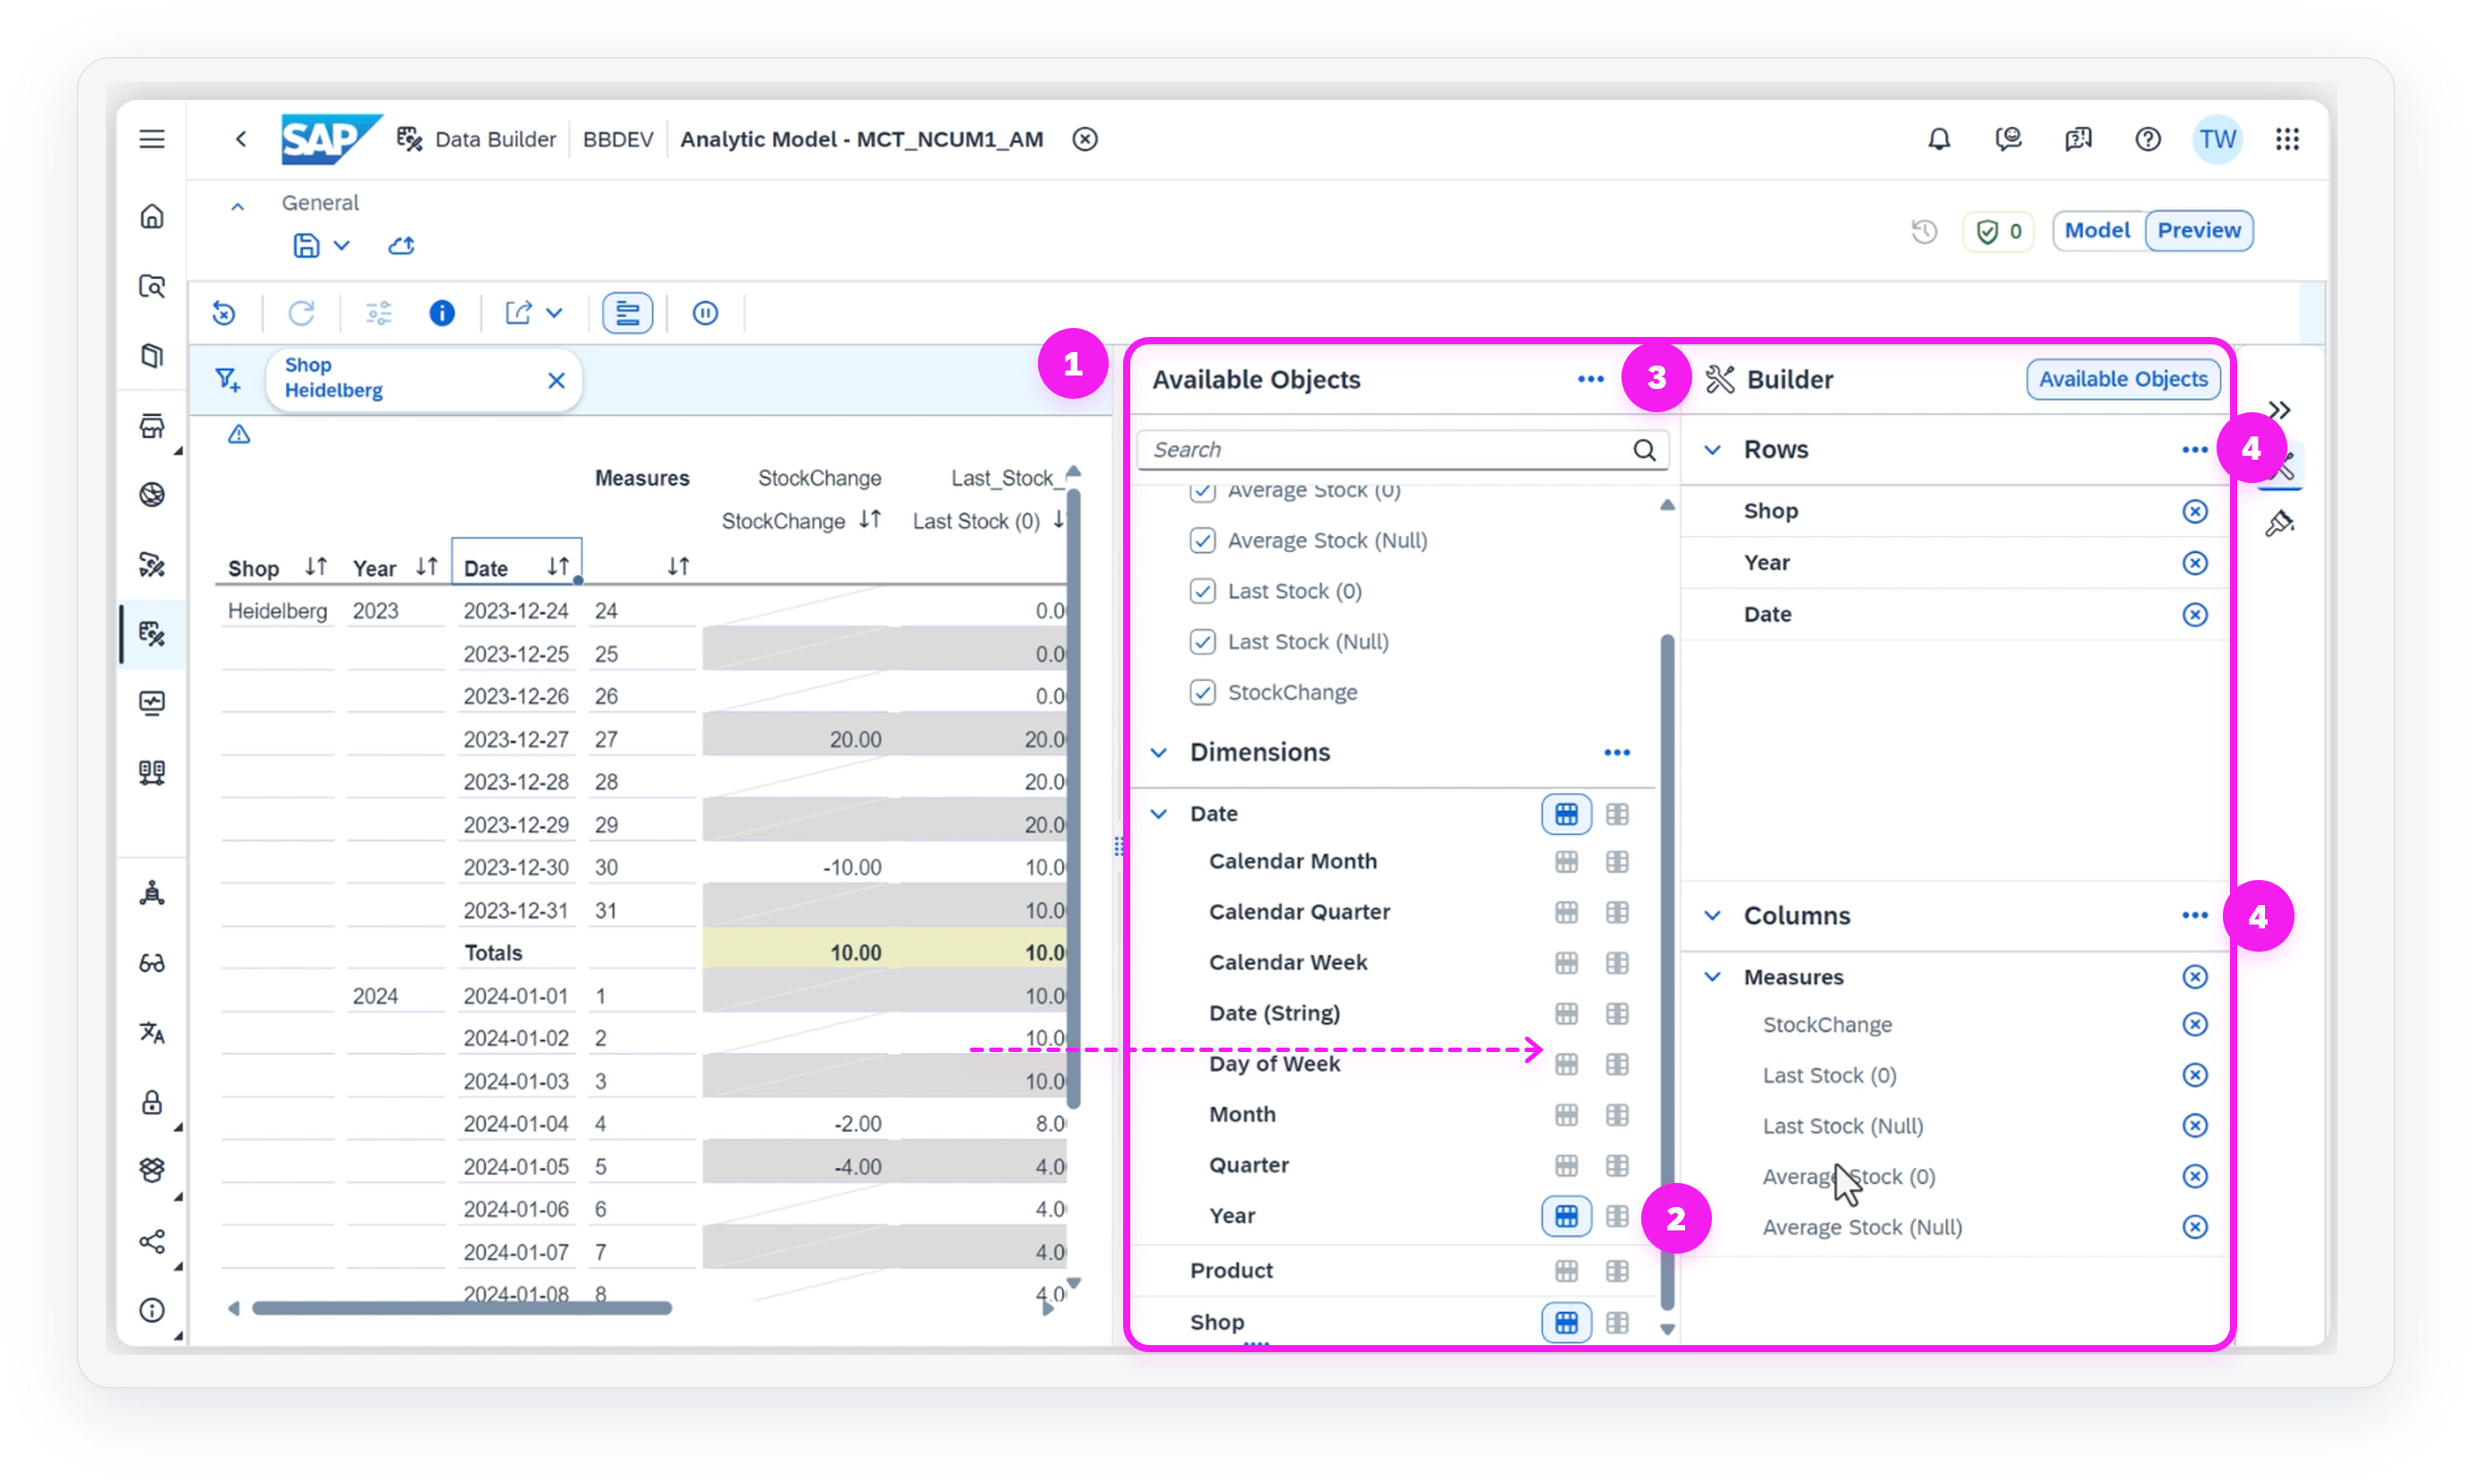 SAP Data Builder BBDEV Analytic Model - MCT_NCUM1_AM TW
General
0 Model Preview
Shop
Heidelberg
Measures StockChange Last_Stock_
StockChange Last Stock (0)
Shop Year Date
Heidelberg 2023 2023-12-24 24 0.0
2023-12-25 25 0.0
2023-12-26 26 0.0
2023-12-27 27 20.00 20.0
2023-12-28 28 20.0
2023-12-29 29 20.0
2023-12-30 30 -10.00 10.0
2023-12-31 31 10.0
Totals 10.00 10.0
2024 2024-01-01 1 10.0
2024-01-02 2 10.0
2024-01-03 3 10.0
2024-01-04 4 -2.00 8.0
2024-01-05 5 -4.00 4.0
2024-01-06 6 4.0
2024-01-07 7 4.0
2024-01-08 8 4.0
1
Available Objects
Search
Average Stock (0)
Average Stock (Null)
Last Stock (0)
Last Stock (Null)
StockChange
Dimensions
Date
Calendar Month
Calendar Quarter
Calendar Week
Date (String)
Day of Week
Month
Quarter
Year
2
Product
Shop
3
Builder Available Objects
Rows
4
Shop
Year
Date
Columns
4
Measures
StockChange
Last Stock (0)
Last Stock (Null)
Average Stock (0)
Average Stock (Null)